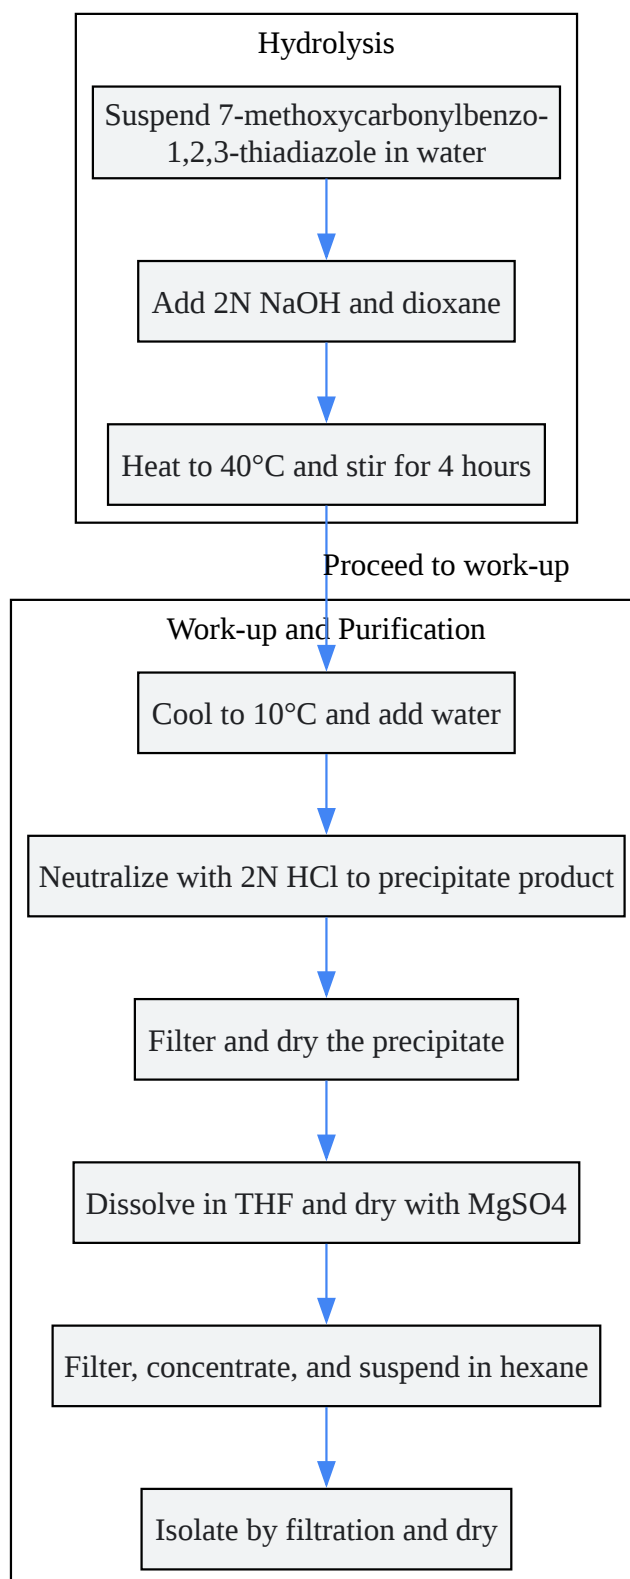 Hydrolysis
Suspend 7-methoxycarbonylbenzo-
1,2,3-thiadiazole in water
Add 2N NaOH and dioxane
Heat to 40°C and stir for 4 hours
Proceed to work-up
Work-up and Purification
Cool to 10°C and add water
Neutralize with 2N HCl to precipitate product
Filter and dry the precipitate
Dissolve in THF and dry with MgSO4
Filter, concentrate, and suspend in hexane
Isolate by filtration and dry